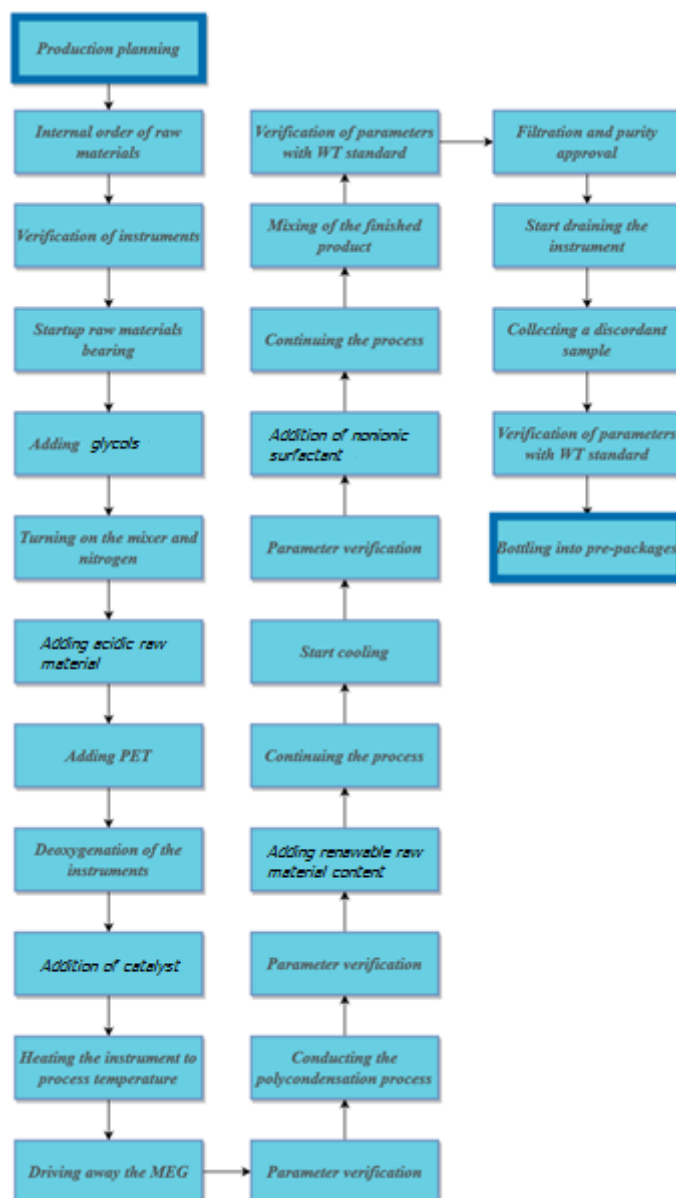 Production planning
Internal order of raw
materials
Verification of instruments
Startup raw materials
bearing
Adding glycols
Turning on the mixer and
nitrogen
Adding acidic raw
material
Adding PET
Deoxygenation of the
instruments
Addition of catalyst
Heating the instrument to
process temperature
Driving away the MEG
Parameter verification
Conducting the
polycondensation process
Parameter verification
Adding renawable raw
material content
Continuing the process
Start cooling
Parameter verification
Addition of nonionic
surfactant
Continuing the process
Mixing of the finished
product
Verification of parameters
with WT standard
Filtration and purity
approval
Start draining the
instrument
Collecting a discordant
sample
Verification of parameters
with WT standard
Bottling into pre-packages